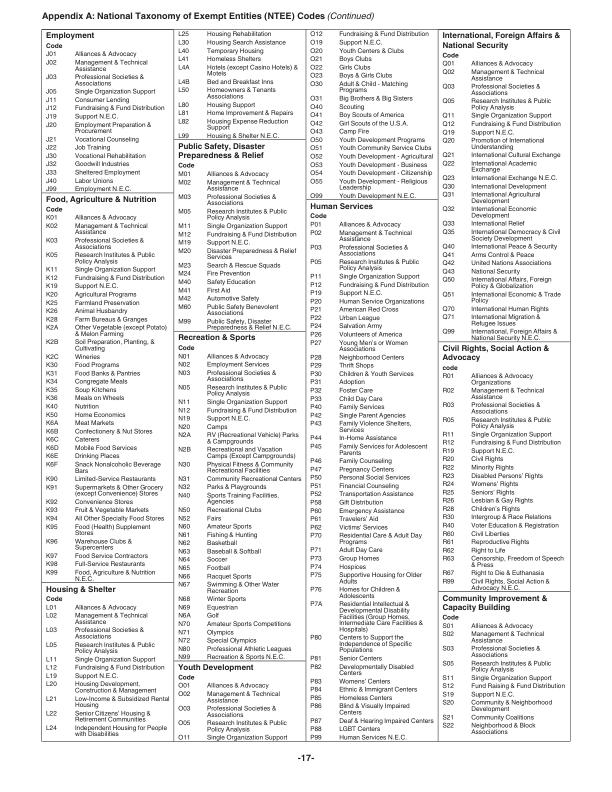 Appendix A: National Taxonomy of Exempt Entities (NTEE) Codes (Continued)
Employment
Code
J01 Alliances & Advocacy
J02 Management & Technical
Assistance
J03 Professional Societies &
Associations
J05 Single Organization Support
J11 Consumer Lending
J12 Fundraising & Fund Distribution
J19 Support N.E.C.
J20 Employment Preparation &
Procurement
J21 Vocational Counseling
J22 Job Training
J30 Vocational Rehabilitation
J32 Goodwill Industries
J33 Sheltered Employment
J40 Labor Unions
J99 Employment N.E.C.
Food, Agriculture & Nutrition
Code
K01 Alliances & Advocacy
K02 Management & Technical
Assistance
K03 Professional Societies &
Associations
K05 Research Institutes & Public
Policy Analysis
K11 Single Organization Support
K12 Fundraising & Fund Distribution
K19 Support N.E.C.
K20 Agricultural Programs
K25 Farmland Preservation
K26 Animal Husbandry
K28 Farm Bureaus & Granges
K2A Other Vegetable (except Potato)
& Melon Farming
K2B Soil Preparation, Planting, &
Cultivating
K2C Wineries
K30 Food Programs
K31 Food Banks & Pantries
K34 Congregate Meals
K35 Soup Kitchens
K36 Meals on Wheels
K40 Nutrition
K50 Home Economics
K6A Meat Markets
K6B Confectionery & Nut Stores
K6C Caterers
K6D Mobile Food Services
K6E Drinking Places
K6F Snack Nonalcoholic Beverage
Bars
K90 Limited-Service Restaurants
K91 Supermarkets & Other Grocery
(except Convenience) Stores
K92 Convenience Stores
K93 Fruit & Vegetable Markets
K94 All Other Specialty Food Stores
K95 Food (Health) Supplement
Stores
K96 Warehouse Clubs &
Supercenters
K97 Food Service Contractors
K98 Full-Service Restaurants
K99 Food, Agriculture & Nutrition
N.E.C.
Housing & Shelter
Code
L01 Alliances & Advocacy
L02 Management & Technical
Assistance
L03 Professional Societies &
Associations
L05 Research Institutes & Public
Policy Analysis
L11 Single Organization Support
L12 Fundraising & Fund Distribution
L19 Support N.E.C.
L20 Housing Development,
Construction & Management
L21 Low-Income & Subsidized Rental
Housing
L22 Senior Citizens' Housing &
Retirement Communities
L24 Independent Housing for People
with Disabilities
L25 Housing Rehabilitation
L30 Housing Search Assistance
L40 Temporary Housing
L41 Homeless Shelters
L4A Hotels (except Casino Hotels) &
Motels
L4B Bed and Breakfast Inns
L50 Homeowners & Tenants
Associations
L80 Housing Support
L81 Home Improvement & Repairs
L82 Housing Expense Reduction
Support
L99 Housing & Shelter N.E.C.
Public Safety, Disaster
Preparedness & Relief
Code
M01 Alliances & Advocacy
M02 Management & Technical
Assistance
M03 Professional Societies &
Associations
M05 Research Institutes & Public
Policy Analysis
M11 Single Organization Support
M12 Fundraising & Fund Distribution
M19 Support N.E.C.
M20 Disaster Preparedness & Relief
Services
M23 Search & Rescue Squads
M24 Fire Prevention
M40 Safety Education
M41 First Aid
M42 Automotive Safety
M60 Public Safety Benevolent
Associations
M99 Public Safety, Disaster
Preparedness & Relief N.E.C.
Recreation & Sports
Code
N01 Alliances & Advocacy
N02 Employment Services
N03 Professional Societies &
Associations
N05 Research Institutes & Public
Policy Analysis
N11 Single Organization Support
N12 Fundraising & Fund Distribution
N19 Support N.E.C.
N20 Camps
N2A RV (Recreational Vehicle) Parks
& Campgrounds
N2B Recreational and Vacation
Camps (Except Campgrounds)
N30 Physical Fitness & Community
Recreational Facilities
N31 Community Recreational Centers
N32 Parks & Playgrounds
N40 Sports Training Facilities,
Agencies
N50 Recreational Clubs
N52 Fairs
N60 Amateur Sports
N61 Fishing & Hunting
N62 Basketball
N63 Baseball & Softball
N64 Soccer
N65 Football
N66 Racquet Sports
N67 Swimming & Other Water
Recreation
N68 Winter Sports
N69 Equestrian
N6A Golf
N70 Amateur Sports Competitions
N71 Olympics
N72 Special Olympics
N80 Professional Athletic Leagues
N99 Recreation & Sports N.E.C.
Youth Development
Code
O01 Alliances & Advocacy
O02 Management & Technical
Assistance
O03 Professional Societies &
Associations
O05 Research Institutes & Public
Policy Analysis
O11 Single Organization Support
O12 Fundraising & Fund Distribution
O19 Support N.E.C.
O20 Youth Centers & Clubs
O21 Boys Clubs
O22 Girls Clubs
O23 Boys & Girls Clubs
O30 Adult & Child - Matching
Programs
O31 Big Brothers & Big Sisters
O40 Scouting
O41 Boy Scouts of America
O42 Girl Scouts of the U.S.A.
O43 Camp Fire
O50 Youth Development Programs
O51 Youth Community Service Clubs
O52 Youth Development - Agricultural
O53 Youth Development - Business
O54 Youth Development - Citizenship
O55 Youth Development - Religious
Leadership
O99 Youth Development N.E.C.
Human Services
Code
P01 Alliances & Advocacy
P02 Management & Technical
Assistance
P03 Professional Societies &
Associations
P05 Research Institutes & Public
Policy Analysis
P11 Single Organization Support
P12 Fundraising & Fund Distribution
P19 Support N.E.C.
P20 Human Service Organizations
P21 American Red Cross
P22 Urban League
P24 Salvation Army
P26 Volunteers of America
P27 Young Men's or Women
Associations
P28 Neighborhood Centers
P29 Thrift Shops
P30 Children & Youth Services
P31 Adoption
P32 Foster Care
P33 Child Day Care
P40 Family Services
P42 Single Parent Agencies
P43 Family Violence Shelters,
Services
P44 In-Home Assistance
P45 Family Services for Adolescent
Parents
P46 Family Counseling
P47 Pregnancy Centers
P50 Personal Social Services
P51 Financial Counseling
P52 Transportation Assistance
P58 Gift Distribution
P60 Emergency Assistance
P61 Travelers' Aid
P62 Victims' Services
P70 Residential Care & Adult Day
Programs
P71 Adult Day Care
P73 Group Homes
P74 Hospices
P75 Supportive Housing for Older
Adults
P76 Homes for Children &
Adolescents
P7A Residential Intellectual &
Developmental Disability
Facilities (Group Homes,
Intermediate Care Facilities &
Hospitals)
P80 Centers to Support the
Independence of Specific
Populations
P81 Senior Centers
P82 Developmentally Disabled
Centers
P83 Womens' Centers
P84 Ethnic & Immigrant Centers
P85 Homeless Centers
P86 Blind & Visually Impaired
Centers
P87 Deaf & Hearing Impaired Centers
P88 LGBT Centers
P99 Human Services N.E.C.
International, Foreign Affairs &
National Security
Code
Q01 Alliances & Advocacy
Q02 Management & Technical
Assistance
Q03 Professional Societies &
Associations
Q05 Research Institutes & Public
Policy Analysis
Q11 Single Organization Support
Q12 Fundraising & Fund Distribution
Q19 Support N.E.C.
Q20 Promotion of International
Understanding
Q21 International Cultural Exchange
Q22 International Academic
Exchange
Q23 International Exchange N.E.C.
Q30 International Development
Q31 International Agricultural
Development
Q32 International Economic
Development
Q33 International Relief
Q35 International Democracy & Civil
Society Development
Q40 International Peace & Security
Q41 Arms Control & Peace
Q42 United Nations Associations
Q43 National Security
Q50 International Affairs, Foreign
Policy & Globalization
Q51 International Economic & Trade
Policy
Q70 International Human Rights
Q71 International Migration &
Refugee Issues
Q99 International, Foreign Affairs &
National Security N.E.C.
Civil Rights, Social Action &
Advocacy
code
R01 Alliances & Advocacy
Organizations
R02 Management & Technical
Assistance
R03 Professional Societies &
Associations
R05 Research Institutes & Public
Policy Analysis
R11 Single Organization Support
R12 Fundraising & Fund Distribution
R19 Support N.E.C.
R20 Civil Rights
R22 Minority Rights
R23 Disabled Persons' Rights
R24 Womens' Rights
R25 Seniors' Rights
R26 Lesbian & Gay Rights
R28 Children's Rights
R30 Intergroup & Race Relations
R40 Voter Education & Registration
R60 Civil Liberties
R61 Reproductive Rights
R62 Right to Life
R63 Censorship, Freedom of Speech
& Press
R67 Right to Die & Euthanasia
R99 Civil Rights, Social Action &
Advocacy N.E.C.
Community Improvement &
Capacity Building
Code
S01 Alliances & Advocacy
S02 Management & Technical
Assistance
S03 Professional Societies &
Associations
S05 Research Institutes & Public
Policy Analysis
S11 Single Organization Support
S12 Fund Raising & Fund Distribution
S19 Support N.E.C.
S20 Community & Neighborhood
Development
S21 Community Coalitions
S22 Neighborhood & Block
Associations
-17-